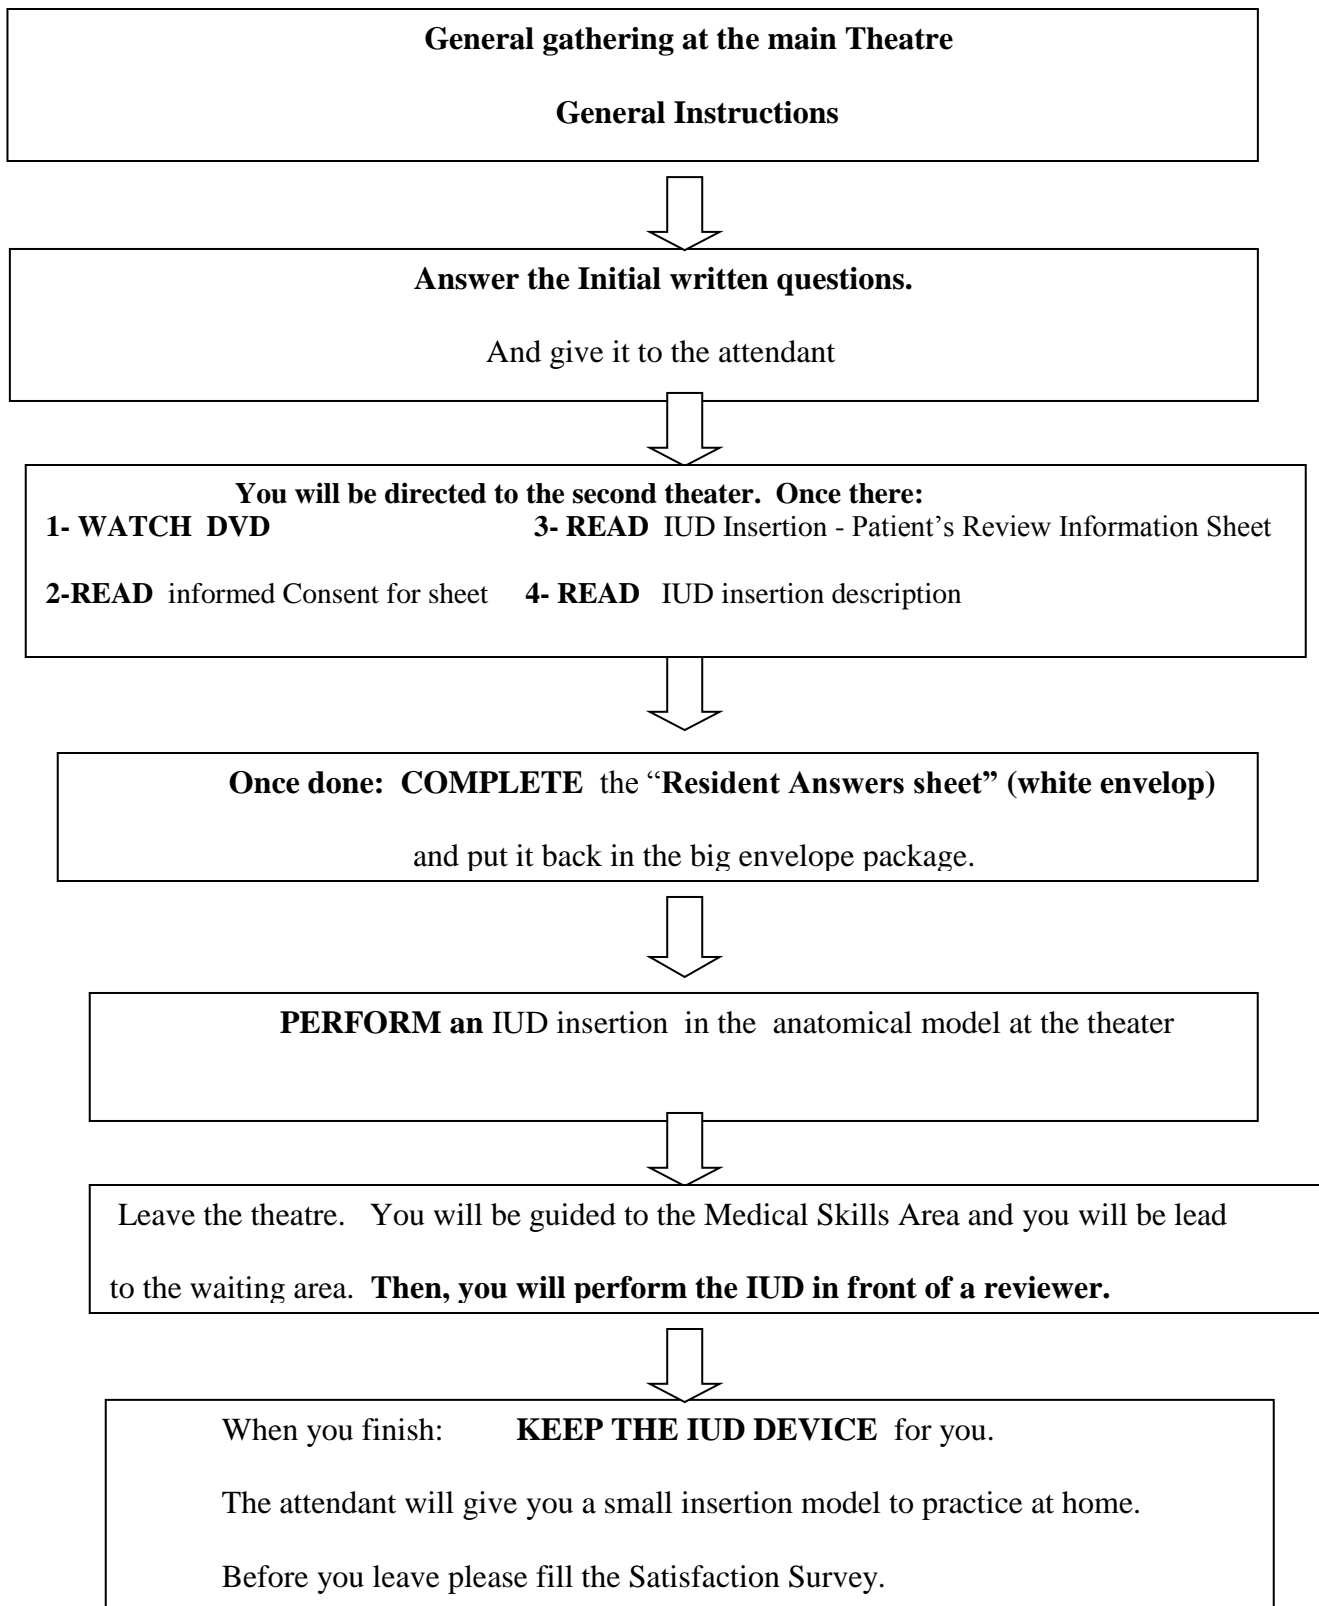 General gathering at the main Theatre
General Instructions
Answer the Initial written questions.
And give it to the attendant
You will be directed to the second theater.  Once there:
1- WATCH  DVD
3- READ  IUD Insertion - Patient’s Review Information Sheet
2-READ  informed Consent for sheet
4- READ   IUD insertion description
Once done:  COMPLETE  the “Resident Answers sheet” (white envelop)
and put it back in the big envelope package.
PERFORM an IUD insertion  in the  anatomical model at the theater
Leave the theatre.   You will be guided to the Medical Skills Area and you will be lead
to the waiting area.  Then, you will perform the IUD in front of a reviewer.
When you finish:        KEEP THE IUD DEVICE  for you.
The attendant will give you a small insertion model to practice at home.
Before you leave please fill the Satisfaction Survey.